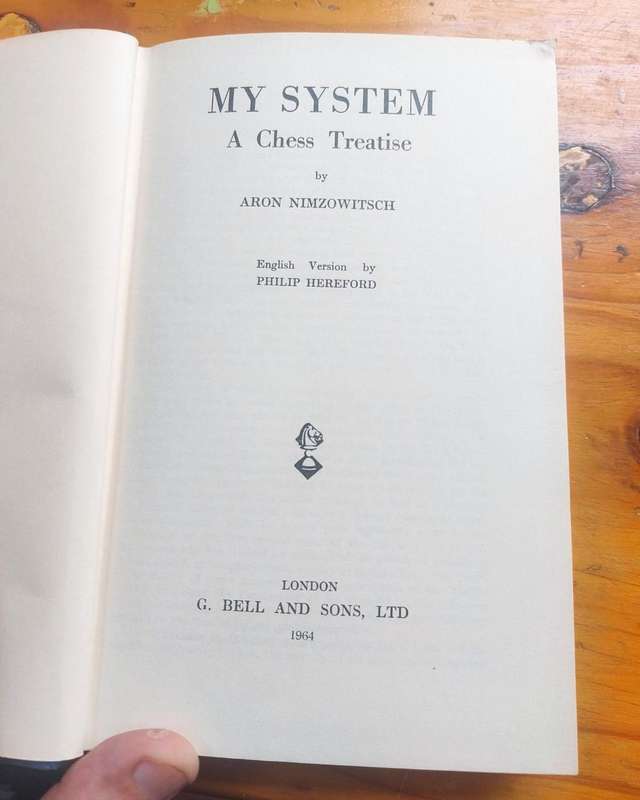 MY SYSTEM
A Chess Treatise
by
ARON NIMZOWITSCH
English Version by
PHILIP HEREFORD
LONDON
G. BELL AND SONS, LTD
1964